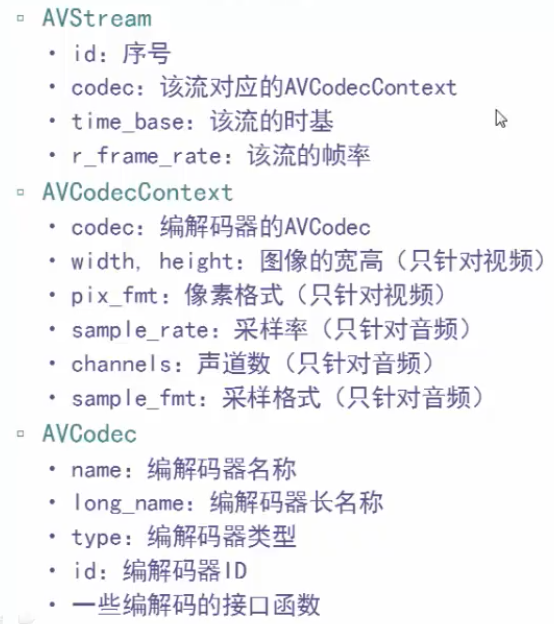 AVStream
id：序号
codec：该流对应的AVCodecContext
time_base：该流的时基
r_frame_rate：该流的帧率
AVCodecContext
codec：编解码器的AVCodec
width, height：图像的宽高（只针对视频）
pix_fmt：像素格式（只针对视频）
sample_rate：采样率（只针对音频）
channels：声道数（只针对音频）
sample_fmt：采样格式（只针对音频）
AVCodec
name：编解码器名称
long_name：编解码器长名称
type：编解码器类型
id：编解码器ID
一些编解码的接口函数